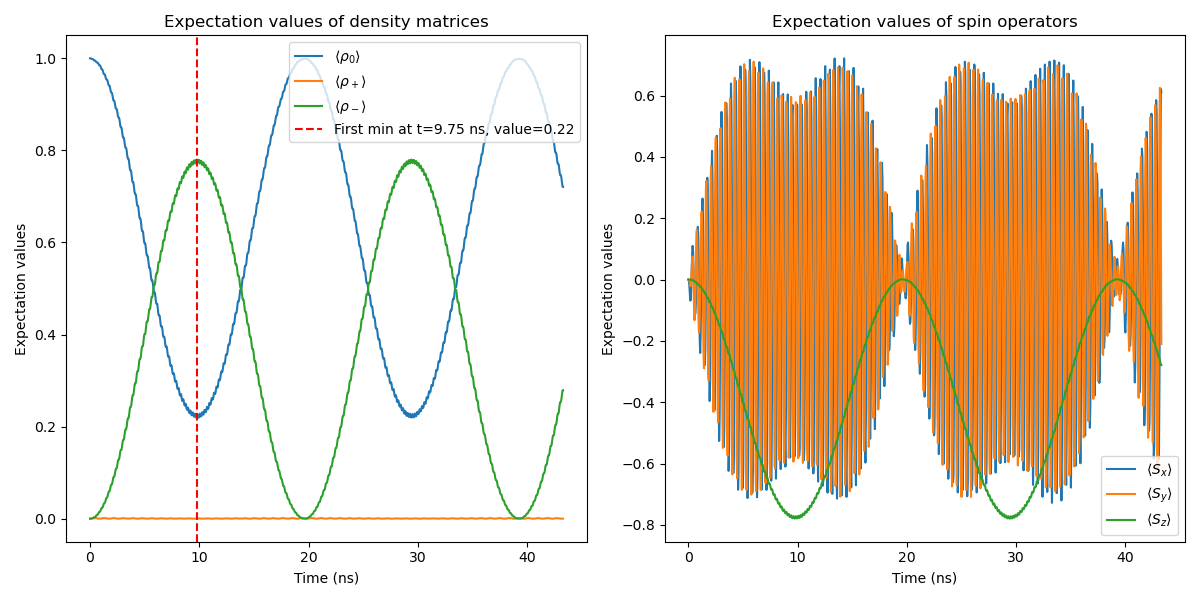 Expectation values of density matrices
Expectation values
1.0
0.8
0.6
0.4
0.2
0.0
⟨ρ₀⟩
⟨ρ₊⟩
⟨ρ₋⟩
First min at t=9.75 ns, value=0.22
0 10 20 30 40
Time (ns)
Expectation values of spin operators
Expectation values
0.6
0.4
0.2
0.0
−0.2
−0.4
−0.6
−0.8
⟨Sₓ⟩
⟨S_y⟩
⟨S_z⟩
0 10 20 30 40
Time (ns)